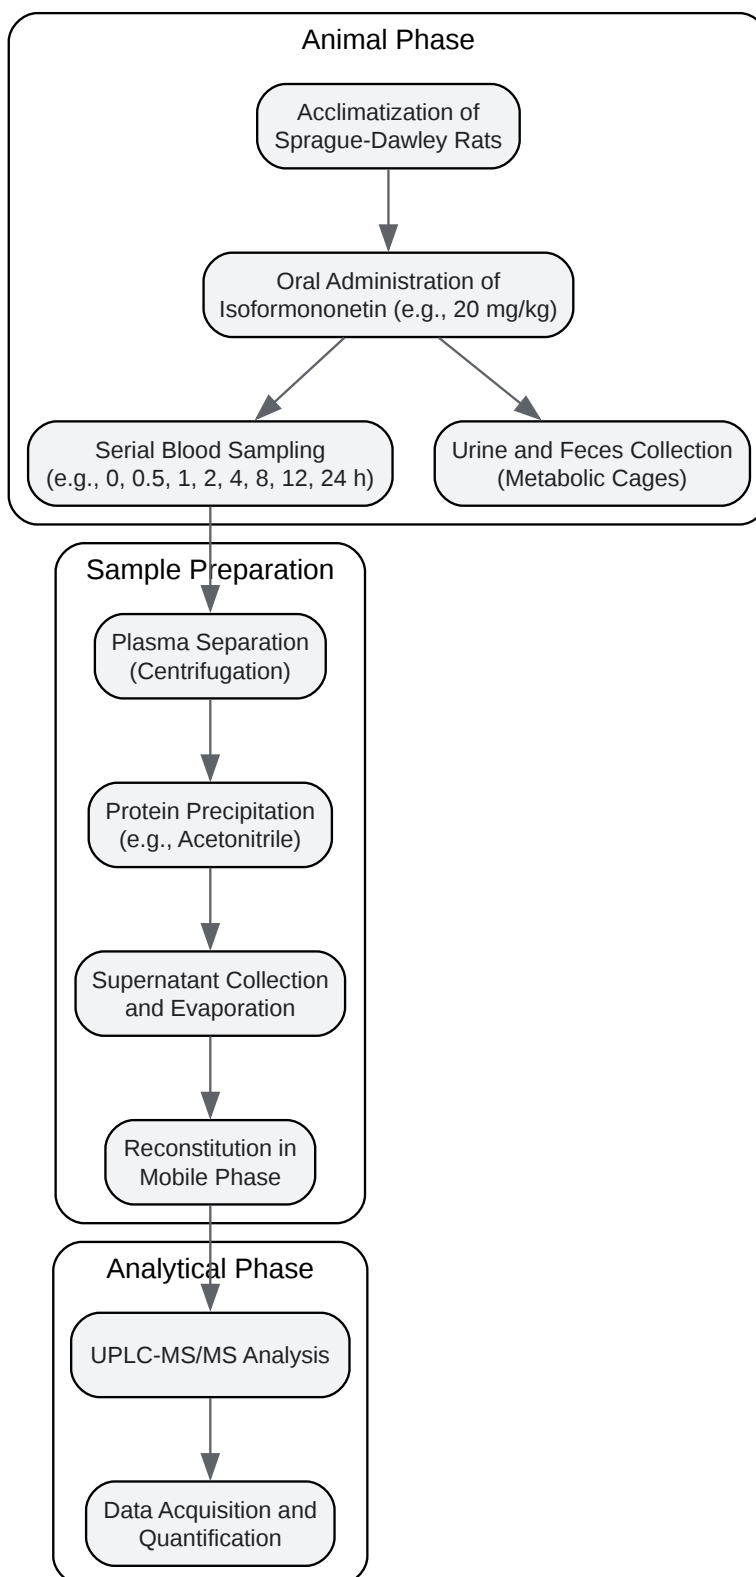 Animal Phase
Acclimatization of
Sprague-Dawley Rats
Oral Administration of
Isoformononetin (e.g., 20 mg/kg)
Serial Blood Sampling
(e.g., 0, 0.5, 1, 2, 4, 8, 12, 24 h)
Urine and Feces Collection
(Metabolic Cages)
Sample Preparation
Plasma Separation
(Centrifugation)
Protein Precipitation
(e.g., Acetonitrile)
Supernatant Collection
and Evaporation
Reconstitution in
Mobile Phase
Analytical Phase
UPLC-MS/MS Analysis
Data Acquisition and
Quantification